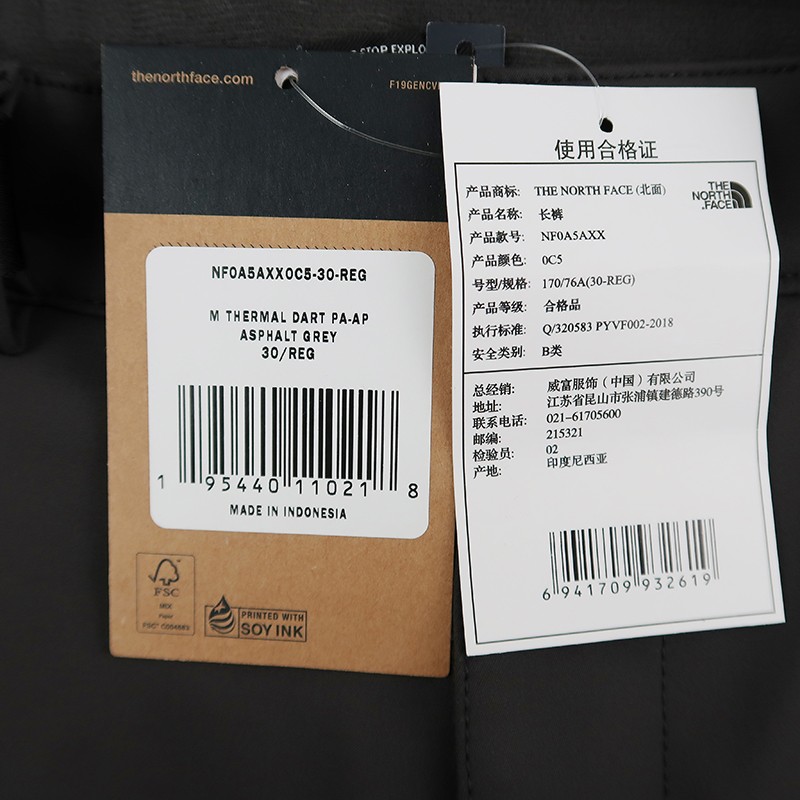 STOP EXPLO
thenorthface.com
F19GENCV
NF0A5AXX0C5-30-REG
M THERMAL DART PA-AP
ASPHALT GREY
30/REG
1 95440 11021 8
MADE IN INDONESIA
FSC
MIX
Paper
PRINTED WITH
SOY INK
使用合格证
产品商标: THE NORTH FACE (北面)
THE
NORTH
FACE
产品名称: 长裤
产品款号: NF0A5AXX
产品颜色: 0C5
号型/规格: 170/76A(30-REG)
产品等级: 合格品
执行标准: Q/320583 PYVF002-2018
安全类别: B类
总经销: 威富服饰（中国）有限公司
地址: 江苏省昆山市张浦镇建德路390号
联系电话: 021-61705600
邮编: 215321
检验员: 02
产地: 印度尼西亚
6 941709 932619